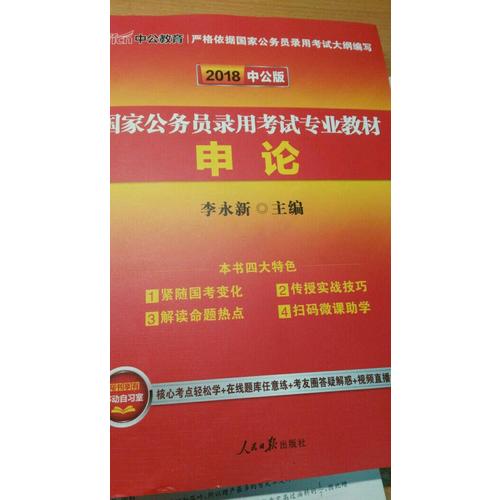 中公教育 严格依据国家公务员录用考试大纲编写
2018 中公版
国家公务员录用考试专业教材
申论
李永新 主编
本书四大特色
1 紧随国考变化 2 传授实战技巧
3 解读命题热点 4 扫码微课助学
移动自习室
核心考点轻松学+在线题库任意练+考友圈答疑解惑+视频直播
人民日报出版社